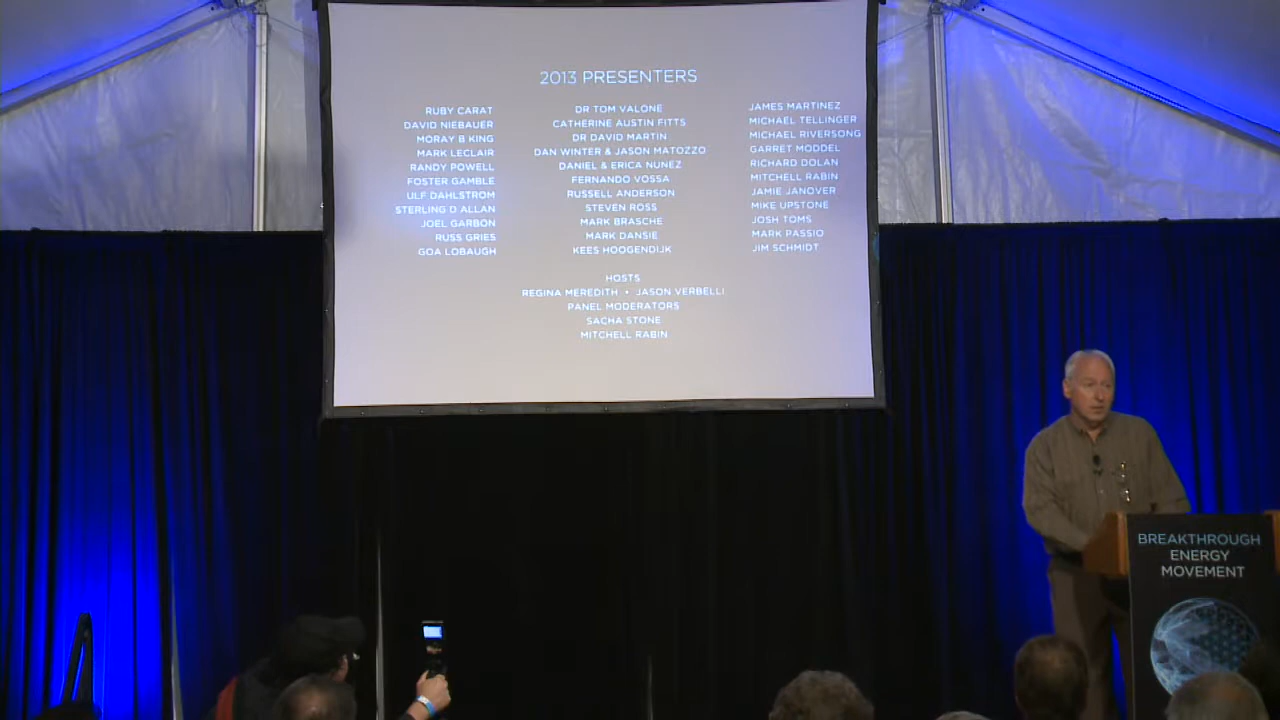 2013 PRESENTERS
RUBY CARAT
DAVID NIEBAUER
MORAY B KING
MARK LECLAIR
RANDY POWELL
FOSTER GAMBLE
ULF DAHLSTROM
STERLING D ALLAN
JOEL GARBON
RUSS GRIES
GOA LOBAUGH
DR TOM VALONE
CATHERINE AUSTIN FITTS
DR DAVID MARTIN
DAN WINTER & JASON MATOZZO
DANIEL & ERICA NUNEZ
FERNANDO VOSSA
RUSSELL ANDERSON
STEVEN ROSS
MARK BRASCHE
MARK DANSIE
KEES HOOGENDIJK
JAMES MARTINEZ
MICHAEL TELLINGER
MICHAEL RIVERSONG
GARRET MODDEL
RICHARD DOLAN
MITCHELL RABIN
JAMIE JANOVER
MIKE UPSTONE
JOSH TOMS
MARK PASSIO
JIM SCHMIDT
HOSTS
REGINA MEREDITH • JASON VERBELLI
PANEL MODERATORS
SACHA STONE
MITCHELL RABIN
BREAKTHROUGH
ENERGY
MOVEMENT